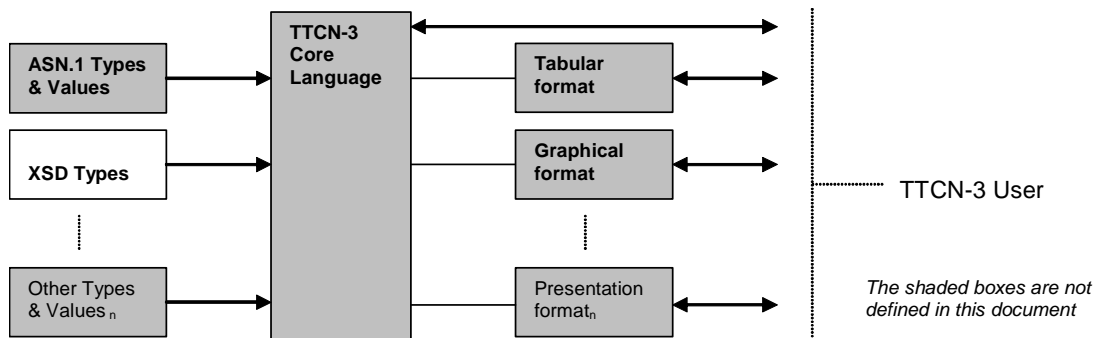 TTCN-3
Core
Language
ASN.1 Types
& Values
XSD Types
Other Types
& Values n
Tabular
format
Graphical
format
Presentation
formatn
TTCN-3 User
The shaded boxes are not
defined in this document